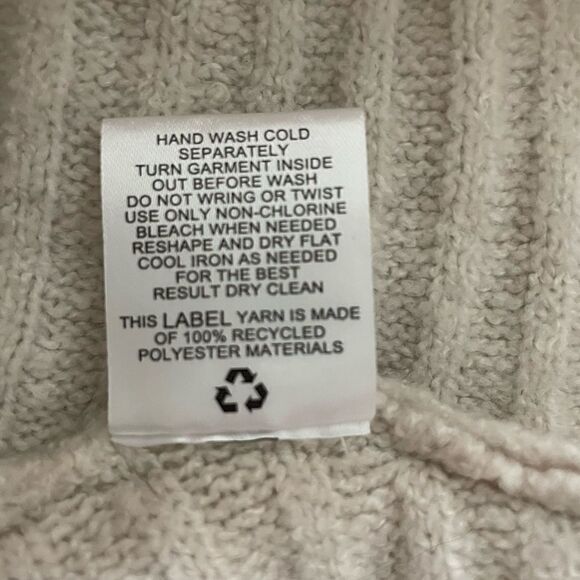 HAND WASH COLD
SEPARATELY
TURN GARMENT INSIDE
OUT BEFORE WASH
DO NOT WRING OR TWIST
USE ONLY NON-CHLORINE
BLEACH WHEN NEEDED
RESHAPE AND DRY FLAT
COOL IRON AS NEEDED
FOR THE BEST
RESULT DRY CLEAN
THIS LABEL YARN IS MADE
OF 100% RECYCLED
POLYESTER MATERIALS